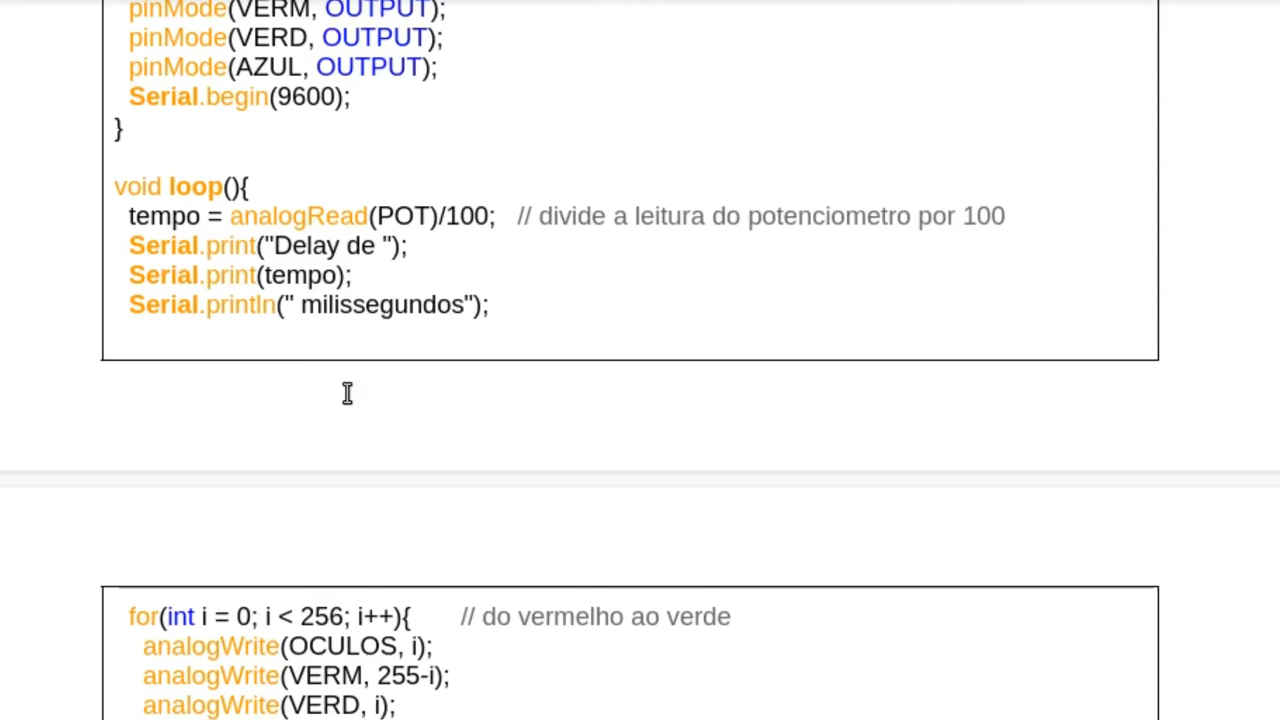 pinMode(VERM, OUTPUT);
pinMode(VERD, OUTPUT);
pinMode(AZUL, OUTPUT);
Serial.begin(9600);
}
void loop(){
tempo = analogRead(POT)/100; // divide a leitura do potenciometro por 100
Serial.print("Delay de ");
Serial.print(tempo);
Serial.println(" milissegundos");
for(int i = 0; i < 256; i++){ // do vermelho ao verde
analogWrite(OCULOS, i);
analogWrite(VERM, 255-i);
analogWrite(VERD, i);